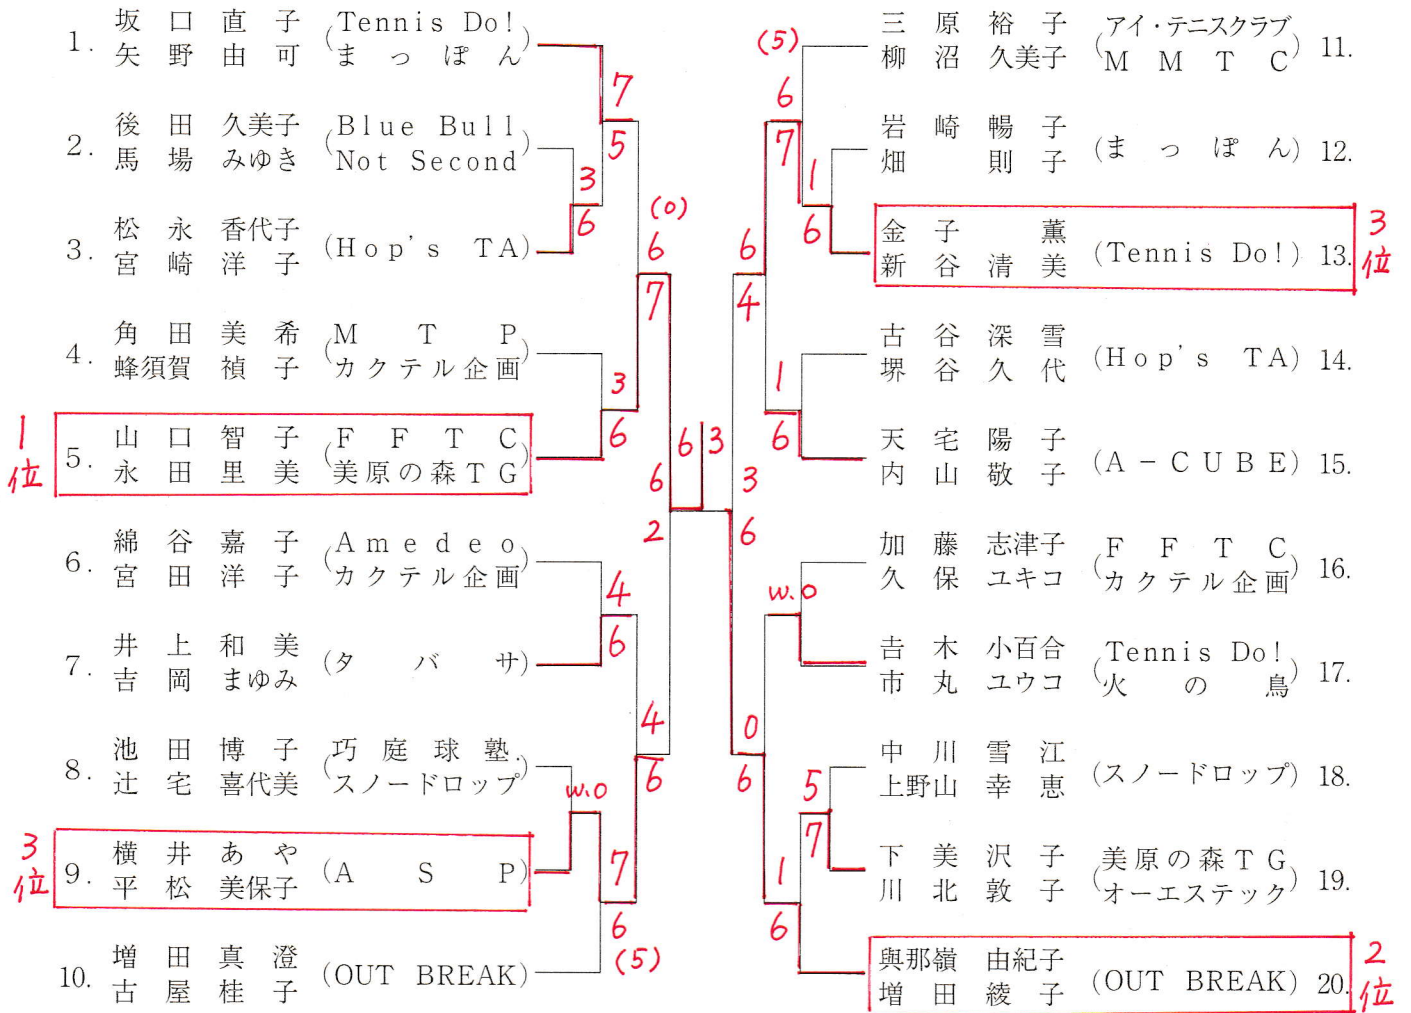 1. 坂口直子 (Tennis Do!
矢野由可 まっぽん)
2. 後田久美子 (Blue Bull
馬場みゆき Not Second)
3. 松永香代子 (Hop's TA)
宮崎洋子
4. 角田美希 (MTP
蜂須賀禎子 カクテル企画)
1位
5. 山口智子 (FFTC
永田里美 美原の森TG)
6. 綿谷嘉子 (Amedeo
宮田洋子 カクテル企画)
7. 井上和美 (タバサ)
吉岡まゆみ
8. 池田博子 (巧庭球塾.
辻宅喜代美 スノードロップ)
3位
9. 横井あや (ASP)
平松美保子
10. 増田真澄 (OUT BREAK)
古屋桂子
7
5
3
6
(0)
6
7
3
6
6
2
4
6
4
6
w.o
7
6
(5)
6 3
(5)
6
7
1
6
6
4
1
6
3
6
w.o
0
6
5
7
1
6
三原裕子 (アイ・テニスクラブ
柳沼久美子 MMTC) 11.
岩崎暢子 (まっぽん) 12.
畑則子
金子薫 (Tennis Do!) 13.
新谷清美
3位
古谷深雪 (Hop's TA) 14.
堺谷久代
天宅陽子 (A－CUBE) 15.
内山敬子
加藤志津子 (FFTC
久保ユキコ カクテル企画) 16.
𠮷木小百合 (Tennis Do!
市丸ユウコ 火の鳥) 17.
中川雪江 (スノードロップ) 18.
上野山幸恵
下美沢子 (美原の森TG
川北敦子 オーエステック) 19.
與那嶺由紀子 (OUT BREAK) 20.
増田綾子
2位